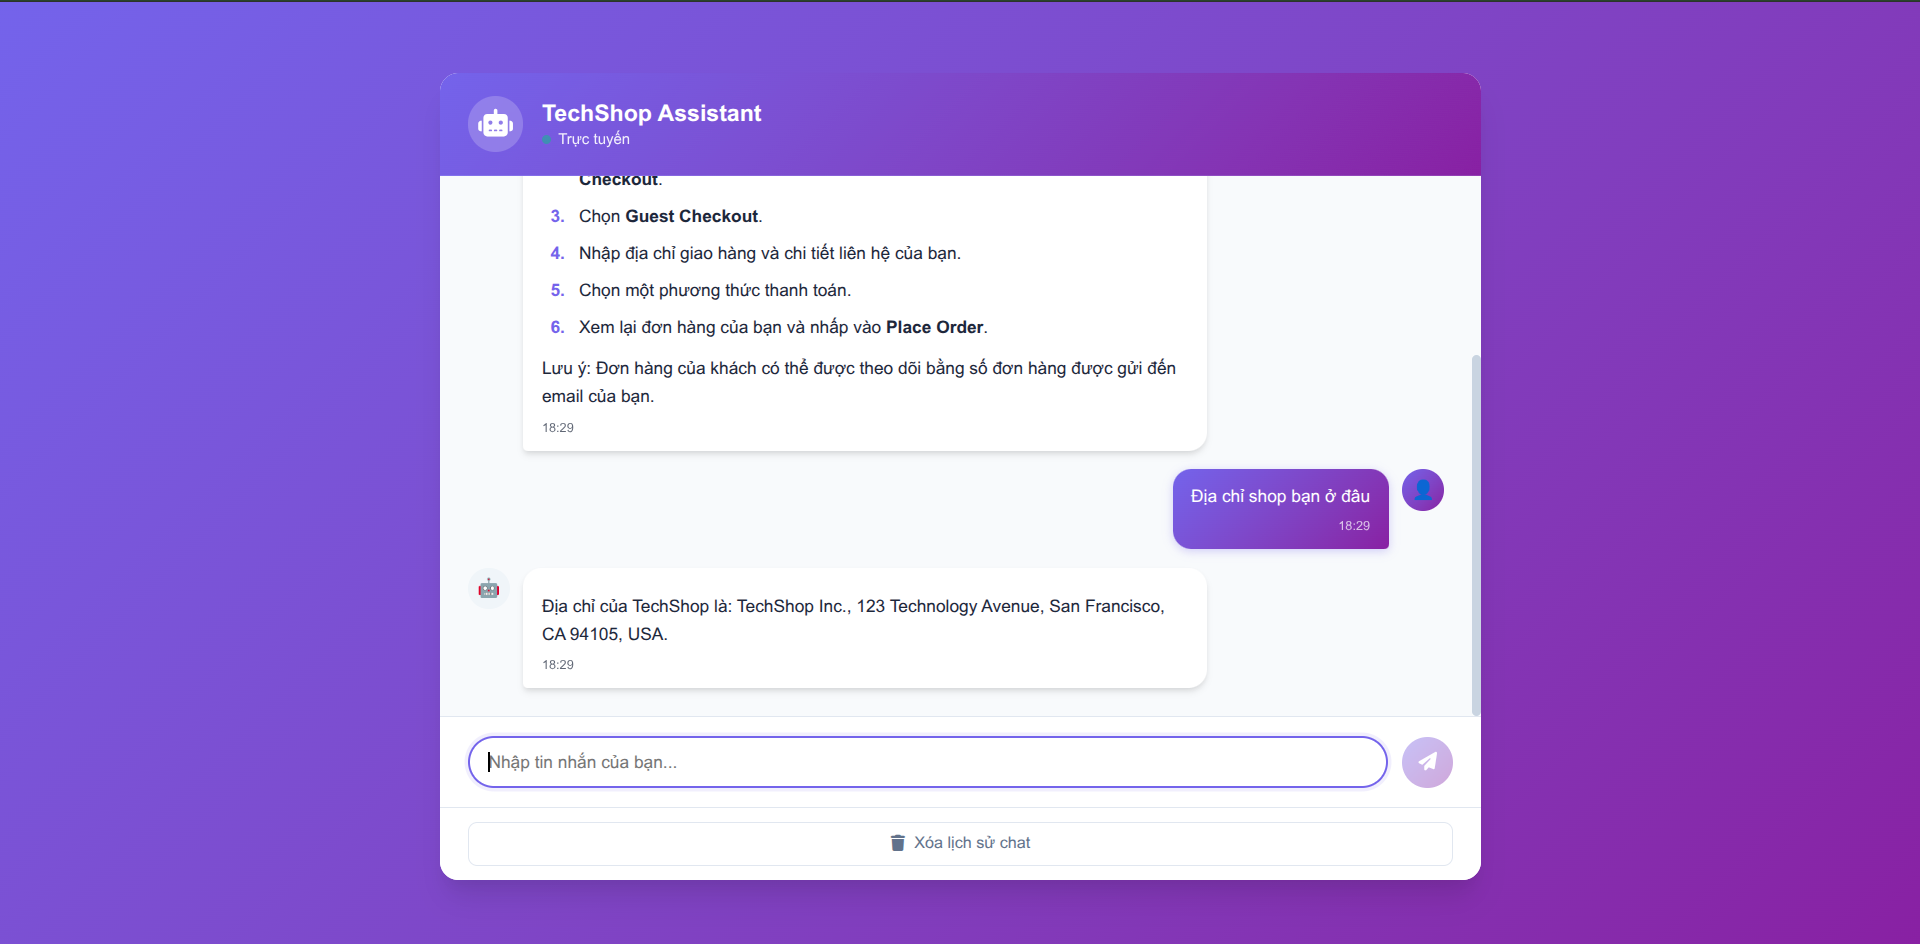 TechShop Assistant
Trực tuyến
Checkout.
3. Chọn Guest Checkout.
4. Nhập địa chỉ giao hàng và chi tiết liên hệ của bạn.
5. Chọn một phương thức thanh toán.
6. Xem lại đơn hàng của bạn và nhấp vào Place Order.
Lưu ý: Đơn hàng của khách có thể được theo dõi bằng số đơn hàng được gửi đến
email của bạn.
18:29
Địa chỉ shop bạn ở đâu
18:29
Địa chỉ của TechShop là: TechShop Inc., 123 Technology Avenue, San Francisco,
CA 94105, USA.
18:29
Nhập tin nhắn của bạn...
Xóa lịch sử chat